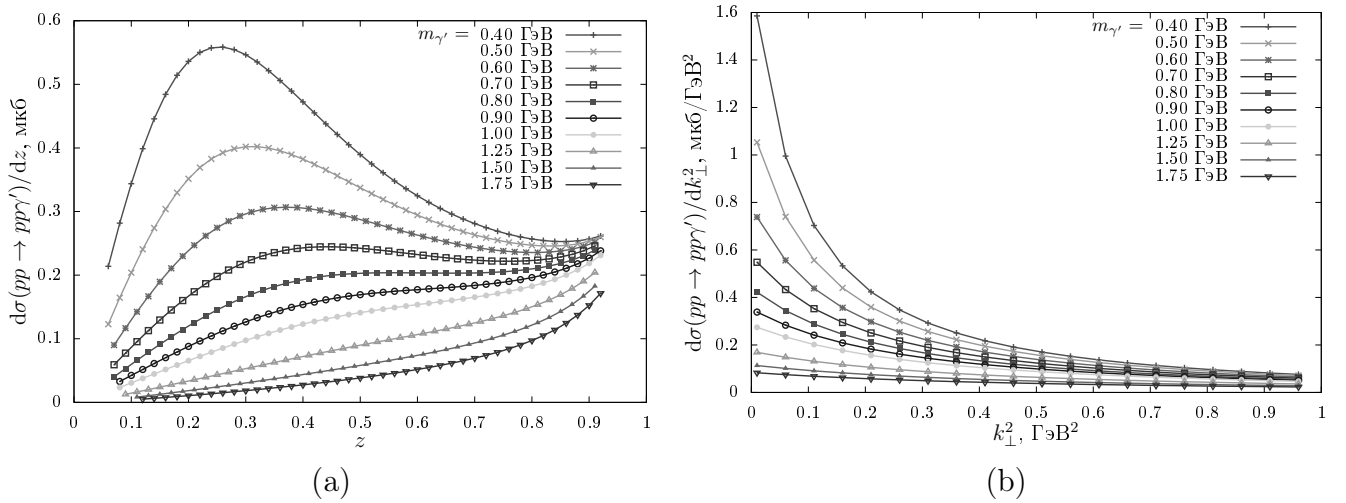 dσ(pp → ppγ′)/dz, мкб
0.6
0.5
0.4
0.3
0.2
0.1
0
0 0.1 0.2 0.3 0.4 0.5 0.6 0.7 0.8 0.9 1
z
m_γ′ = 0.40 ГэВ
0.50 ГэВ
0.60 ГэВ
0.70 ГэВ
0.80 ГэВ
0.90 ГэВ
1.00 ГэВ
1.25 ГэВ
1.50 ГэВ
1.75 ГэВ
(a)
dσ(pp → ppγ′)/dk²⊥, мкб/ГэВ²
1.6
1.4
1.2
1
0.8
0.6
0.4
0.2
0
0 0.1 0.2 0.3 0.4 0.5 0.6 0.7 0.8 0.9 1
k²⊥, ГэВ²
m_γ′ = 0.40 ГэВ
0.50 ГэВ
0.60 ГэВ
0.70 ГэВ
0.80 ГэВ
0.90 ГэВ
1.00 ГэВ
1.25 ГэВ
1.50 ГэВ
1.75 ГэВ
(b)